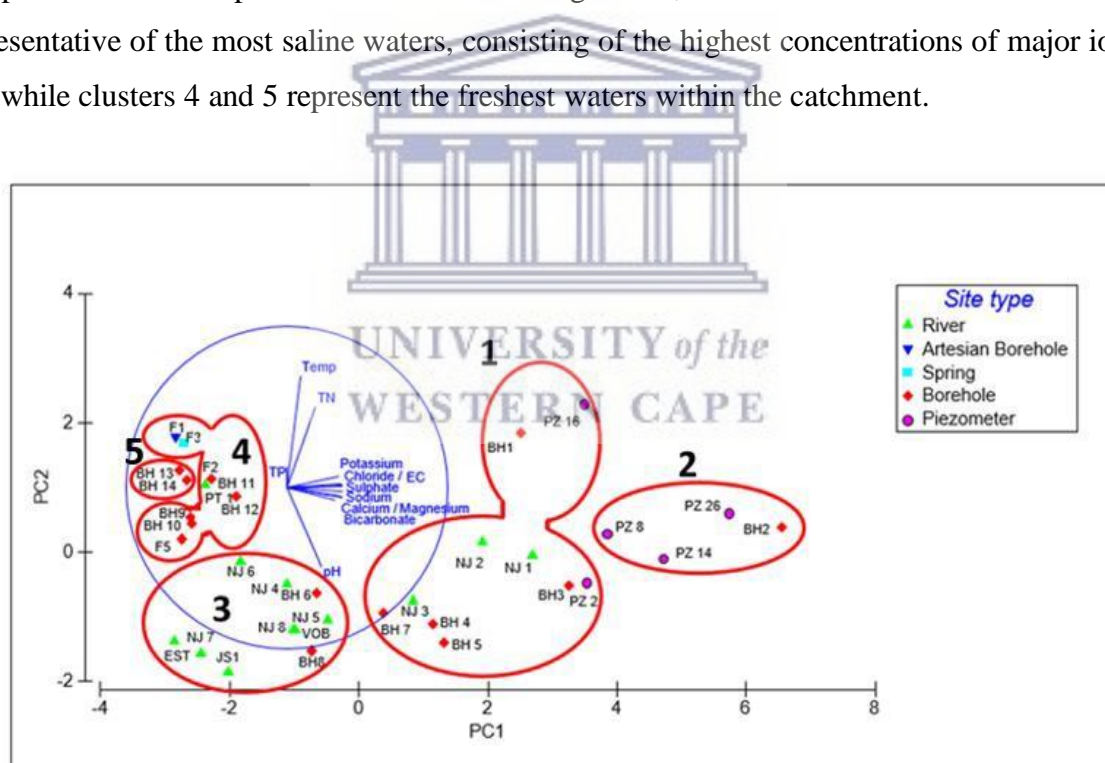 esentative of the most saline waters, consisting of the highest concentrations of major io
while clusters 4 and 5 represent the freshest waters within the catchment.
UNIVERSITY of the
WESTERN CAPE
Site type
River
Artesian Borehole
Spring
Borehole
Piezometer
PC2
4
2
0
-2
-4
-2
0
2
4
6
8
PC1
Temp
TN
TP
Potassium
Chloride / EC
Sulphate
Sodium
Calcium / Magnesium
Bicarbonate
pH
1
PZ 16
BH1
NJ 2
NJ 1
BH3
PZ 2
NJ 3
BH 7
BH 4
BH 5
2
PZ 26
PZ 8
BH2
PZ 14
5
4
F1
F3
BH 13
BH 14
F2
BH 11
PT 1
BH 12
BH9
BH 10
F5
3
NJ 6
NJ 4
BH 6
NJ 5
NJ 8
VOB
NJ 7
EST
JS1
BH8